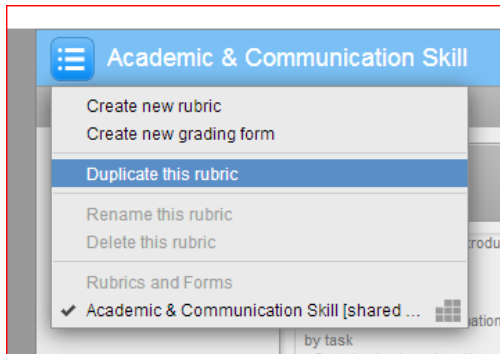 Academic & Communication Skill
Create new rubric
Create new grading form
Duplicate this rubric
Rename this rubric
Delete this rubric
Rubrics and Forms
Academic & Communication Skill [shared ...
by task